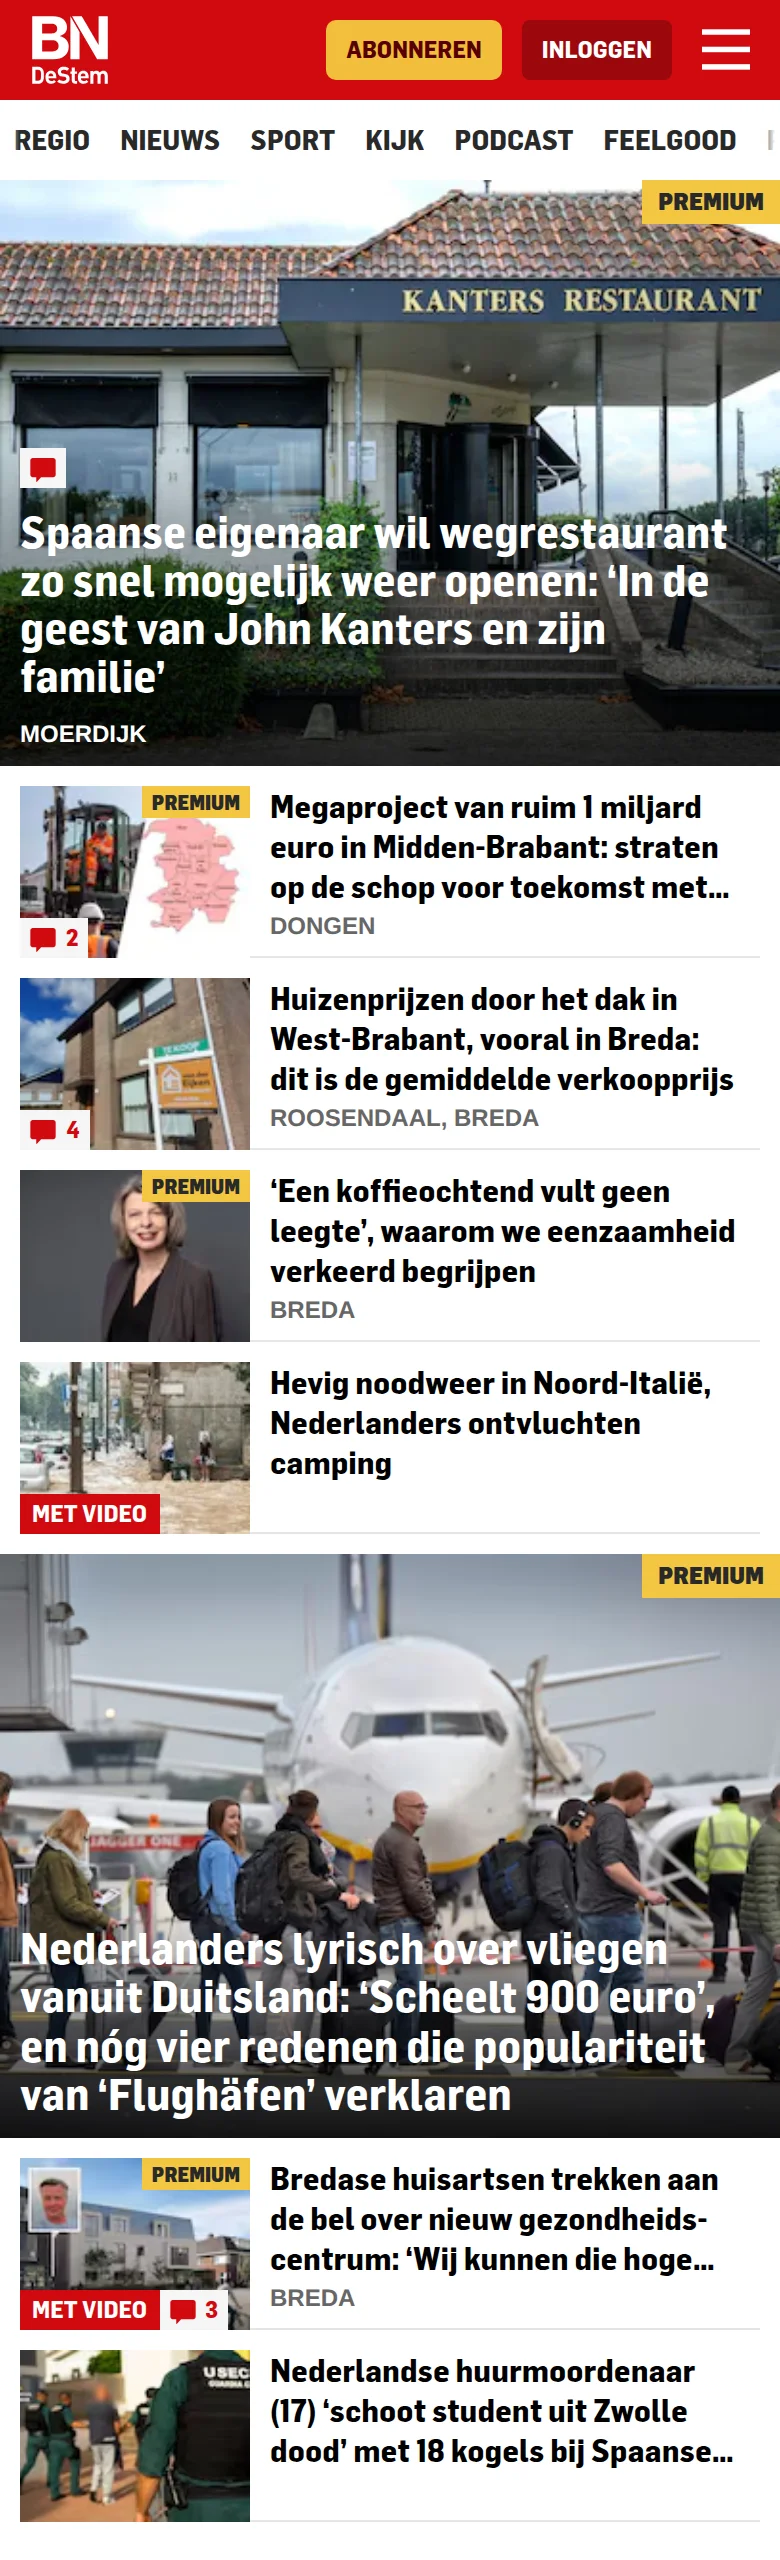 BN
DeStem
ABONNEREN
INLOGGEN
REGIO NIEUWS SPORT KIJK PODCAST FEELGOOD
PREMIUM
KANTERS RESTAURANT
Spaanse eigenaar wil wegrestaurant
zo snel mogelijk weer openen: ‘In de
geest van John Kanters en zijn
familie’
MOERDIJK
PREMIUM
2
Megaproject van ruim 1 miljard
euro in Midden-Brabant: straten
op de schop voor toekomst met...
DONGEN
TE KOOP
4
Huizenprijzen door het dak in
West-Brabant, vooral in Breda:
dit is de gemiddelde verkoopprijs
ROOSENDAAL, BREDA
PREMIUM
‘Een koffieochtend vult geen
leegte’, waarom we eenzaamheid
verkeerd begrijpen
BREDA
MET VIDEO
Hevig noodweer in Noord-Italië,
Nederlanders ontvluchten
camping
PREMIUM
JAGGER ONE
Nederlanders lyrisch over vliegen
vanuit Duitsland: ‘Scheelt 900 euro’,
en nóg vier redenen die populariteit
van ‘Flughäfen’ verklaren
PREMIUM
MET VIDEO
3
Bredase huisartsen trekken aan
de bel over nieuw gezondheids-
centrum: ‘Wij kunnen die hoge...
BREDA
USEC
Nederlandse huurmoordenaar
(17) ‘schoot student uit Zwolle
dood’ met 18 kogels bij Spaanse...